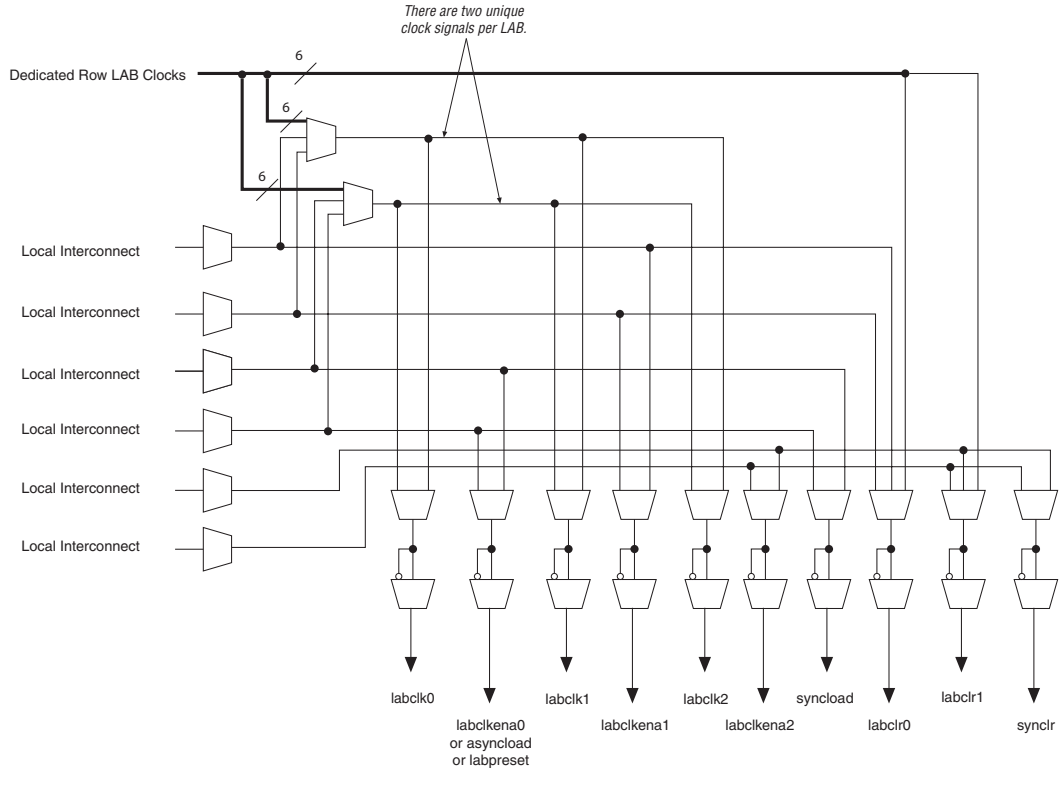 There are two unique
clock signals per LAB.
6
Dedicated Row LAB Clocks
6
6
Local Interconnect
Local Interconnect
Local Interconnect
Local Interconnect
Local Interconnect
Local Interconnect
labclk0
labclk1
labclk2
syncload
labclr1
labclkena0
or asyncload
or labpreset
labclkena1
labclkena2
labclr0
synclr